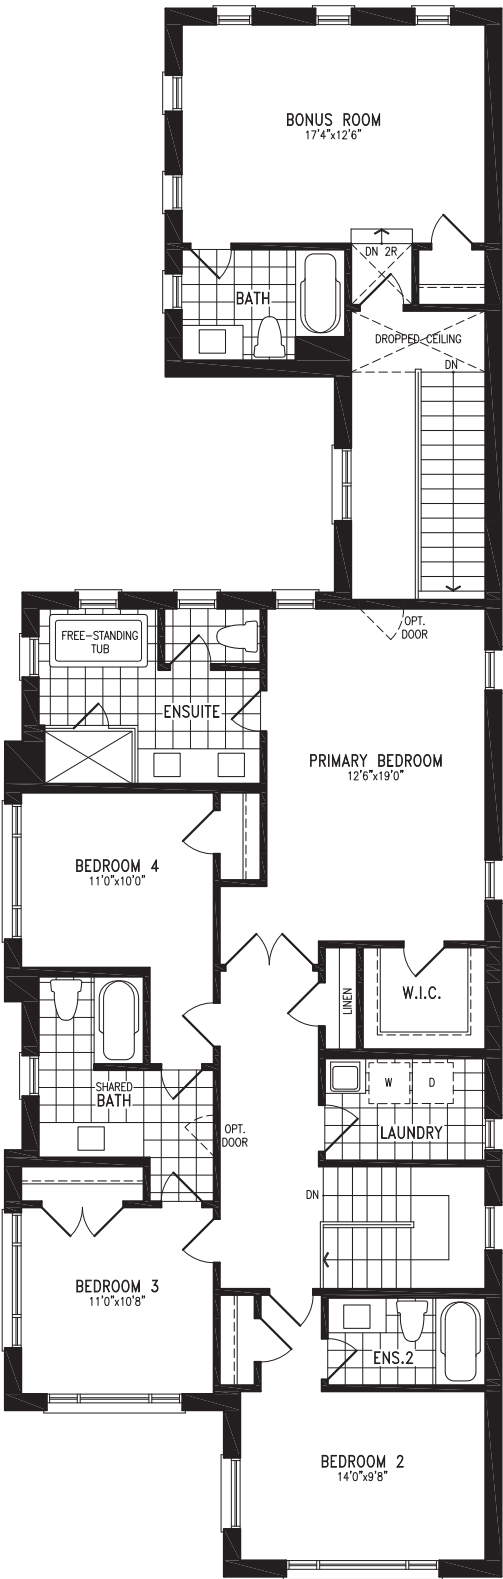 BONUS ROOM
17'4"x12'6"
DN 2R
BATH
DROPPED CEILING
DN
FREE-STANDING
TUB
OPT.
DOOR
ENSUITE
PRIMARY BEDROOM
12'6"x19'0"
BEDROOM 4
11'0"x10'0"
LINEN
W.I.C.
W
D
SHARED
BATH
OPT.
DOOR
LAUNDRY
DN
BEDROOM 3
11'0"x10'8"
ENS.2
BEDROOM 2
14'0"x9'8"